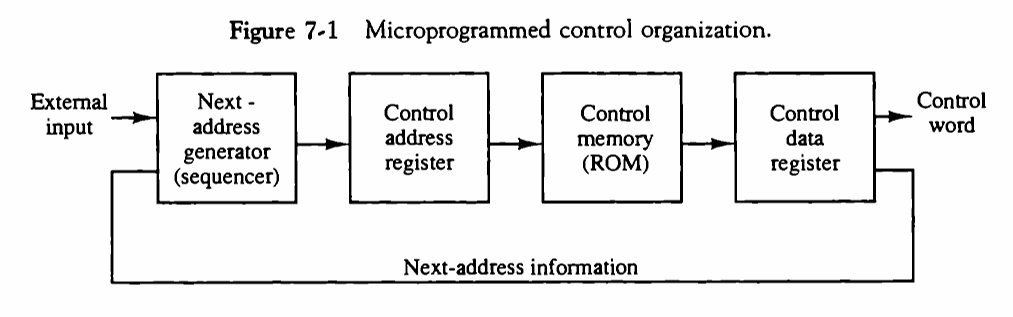 Figure 7-1 Microprogrammed control organization.
External
input
Next -
address
generator
(sequencer)
Control
address
register
Control
memory
(ROM)
Control
data
register
Control
word
Next-address information